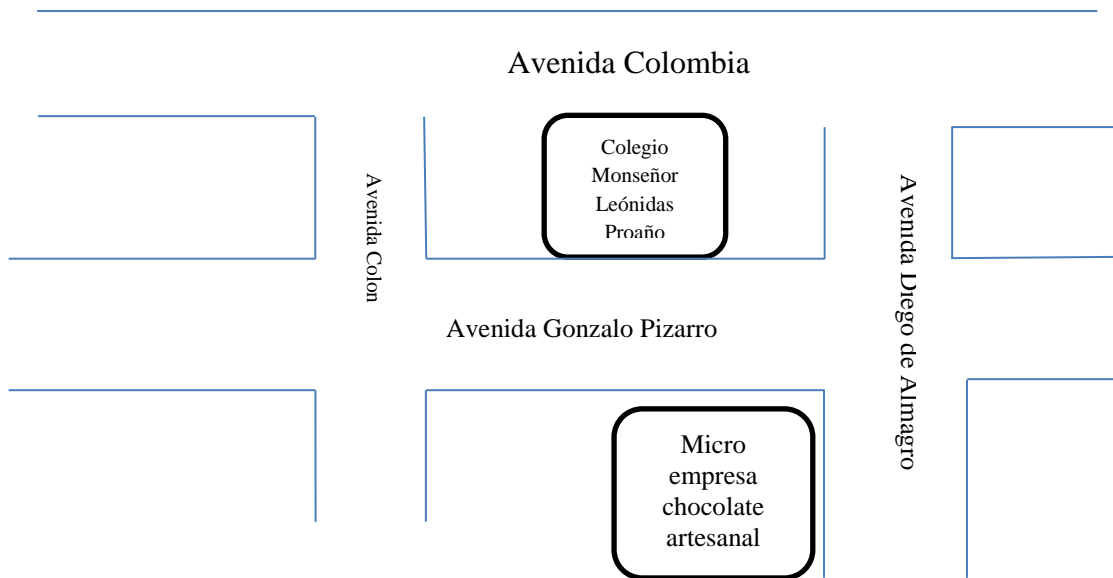 Avenida Colombia
Colegio
Monseñor
Leónidas
Proaño
Avenida Colon
Avenida Diego de Almagro
Avenida Gonzalo Pizarro
Micro
empresa
chocolate
artesanal